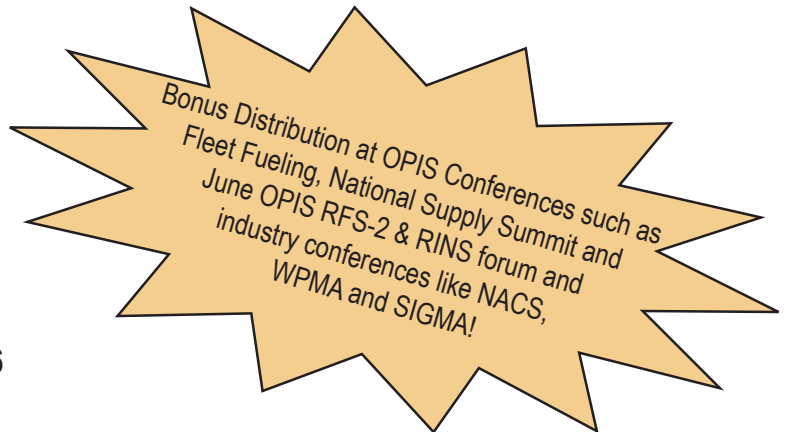 Bonus Distribution at OPIS Conferences such as
Fleet Fueling, National Supply Summit and
June OPIS RFS-2 & RINS forum and
industry conferences like NACS,
WPMA and SIGMA!